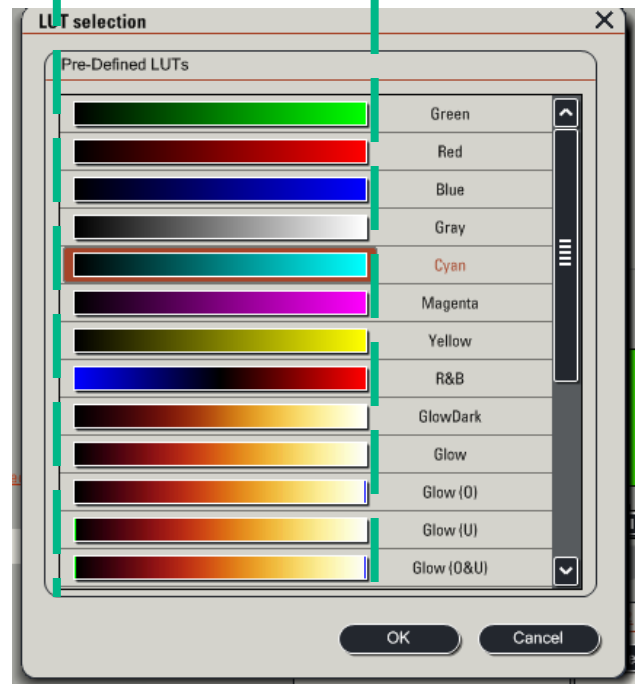 LUT selection
Pre-Defined LUTs
Green
Red
Blue
Gray
Cyan
Magenta
Yellow
R&B
GlowDark
Glow
Glow (O)
Glow (U)
Glow (O&U)
OK
Cancel